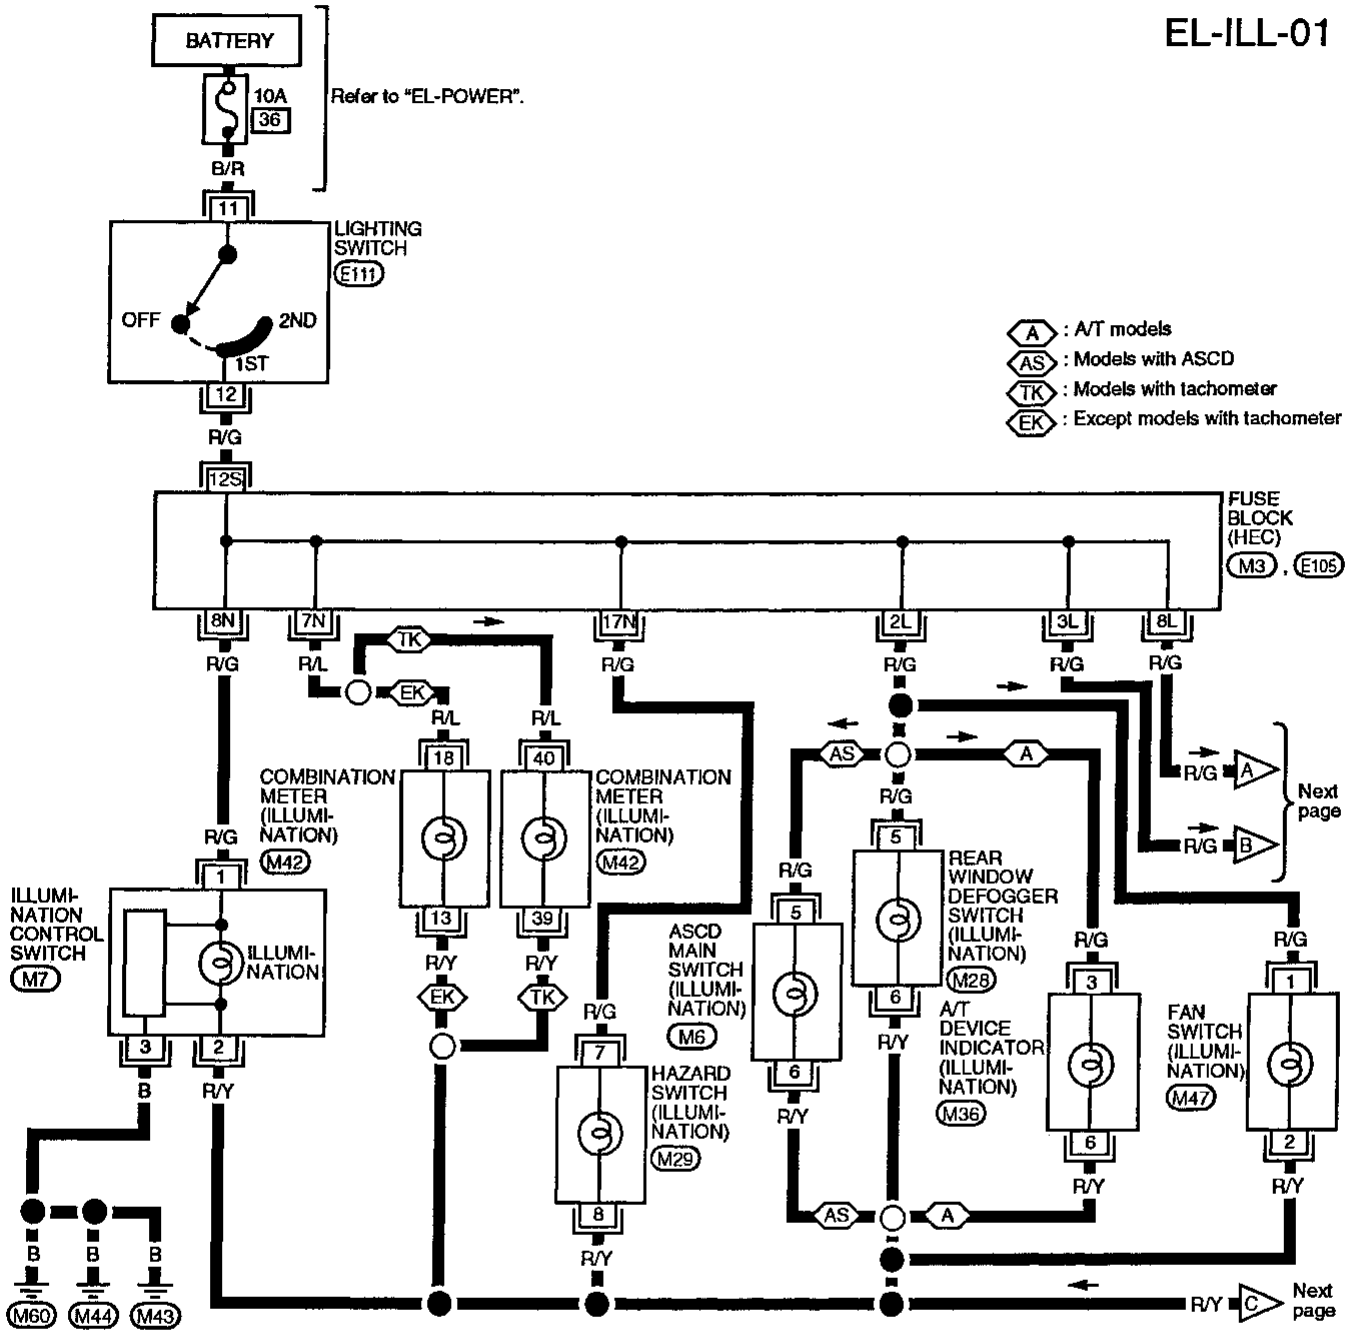 EL-ILL-01
BATTERY
10A
36
Refer to "EL-POWER".
B/R
11
LIGHTING
SWITCH
E111
OFF
2ND
1ST
12
R/G
12S
A : A/T models
AS : Models with ASCD
TK : Models with tachometer
EK : Except models with tachometer
FUSE
BLOCK
(HEC)
M3 , E105
8N 7N 17N 2L 3L 8L
R/G R/L R/G R/G R/G R/G
TK
EK
R/L R/L
18 40
AS A
R/G A
R/G B
Next
page
R/G
COMBINATION
METER
(ILLUMI-
NATION)
M42
COMBINATION
METER
(ILLUMI-
NATION)
M42
R/G
1
ILLUMI-
NATION
CONTROL
SWITCH
M7
ILLUMI-
NATION
3 2
B R/Y
13 39
R/Y R/Y
EK TK
R/G
7
HAZARD
SWITCH
(ILLUMI-
NATION)
M29
8
R/Y
R/G
5
ASCD
MAIN
SWITCH
(ILLUMI-
NATION)
M6
6
R/Y
5
REAR
WINDOW
DEFOGGER
SWITCH
(ILLUMI-
NATION)
M28
6
R/Y
R/G
3
A/T
DEVICE
INDICATOR
(ILLUMI-
NATION)
M36
6
R/Y
R/G
1
FAN
SWITCH
(ILLUMI-
NATION)
M47
2
R/Y
AS A
B B B
M60 M44 M43
R/Y C
Next
page